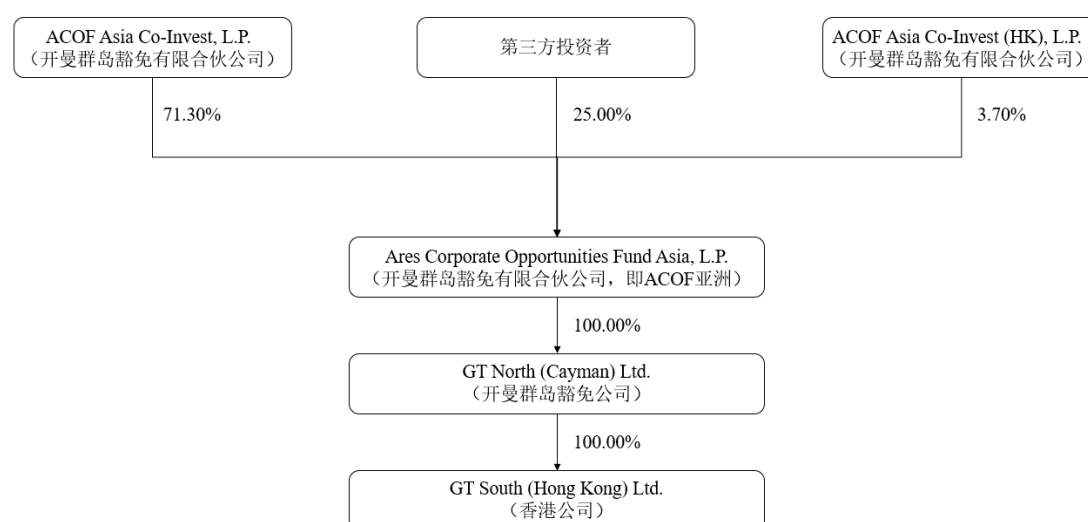 ACOF Asia Co-Invest, L.P.
（开曼群岛豁免有限合伙公司）
第三方投资者
ACOF Asia Co-Invest (HK), L.P.
（开曼群岛豁免有限合伙公司）
71.30%
25.00%
3.70%
Ares Corporate Opportunities Fund Asia, L.P.
（开曼群岛豁免有限合伙公司，即ACOF亚洲）
100.00%
GT North (Cayman) Ltd.
（开曼群岛豁免公司）
100.00%
GT South (Hong Kong) Ltd.
（香港公司）